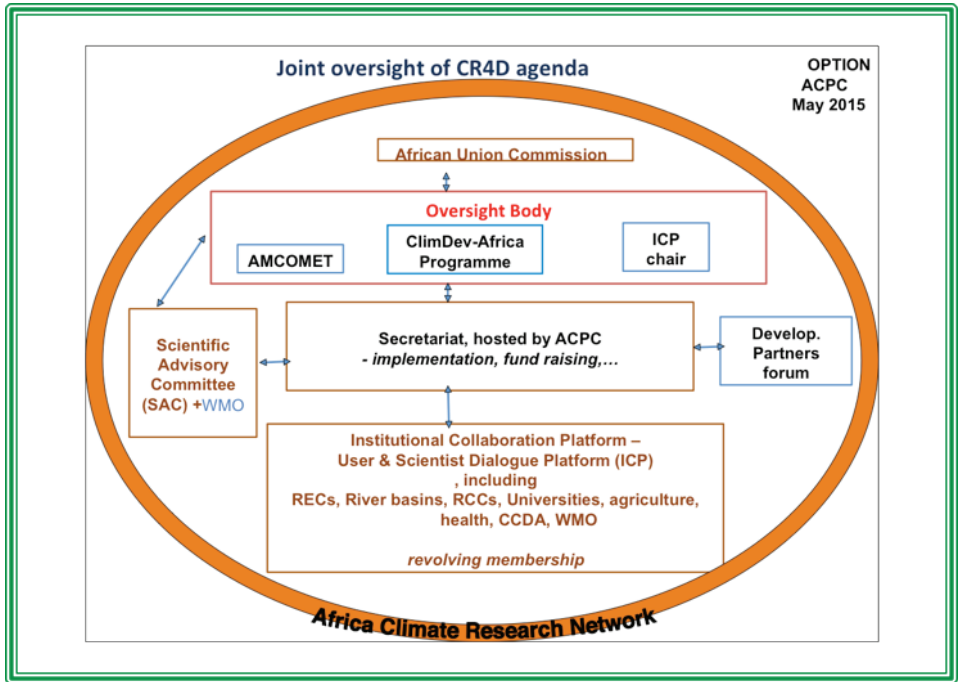 Joint oversight of CR4D agenda
OPTION
ACPC
May 2015
African Union Commission
Oversight Body
AMCOMET
ClimDev-Africa
Programme
ICP
chair
Scientific
Advisory
Committee
(SAC) +WMO
Secretariat, hosted by ACPC
- implementation, fund raising,...
Develop.
Partners
forum
Institutional Collaboration Platform –
User & Scientist Dialogue Platform (ICP)
, including
RECs, River basins, RCCs, Universities, agriculture,
health, CCDA, WMO
revolving membership
Africa Climate Research Network